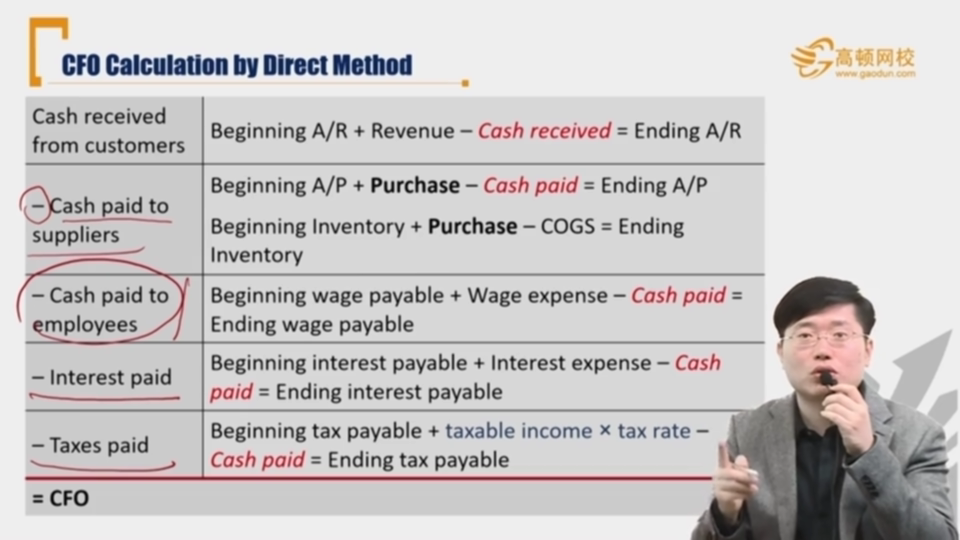 CFO Calculation by Direct Method
高顿网校
www.gaodun.com
Cash received
from customers
Beginning A/R + Revenue – Cash received = Ending A/R
– Cash paid to
suppliers
Beginning A/P + Purchase – Cash paid = Ending A/P
Beginning Inventory + Purchase – COGS = Ending
Inventory
– Cash paid to
employees
Beginning wage payable + Wage expense – Cash paid =
Ending wage payable
– Interest paid
Beginning interest payable + Interest expense – Cash
paid = Ending interest payable
– Taxes paid
Beginning tax payable + taxable income × tax rate –
Cash paid = Ending tax payable
= CFO